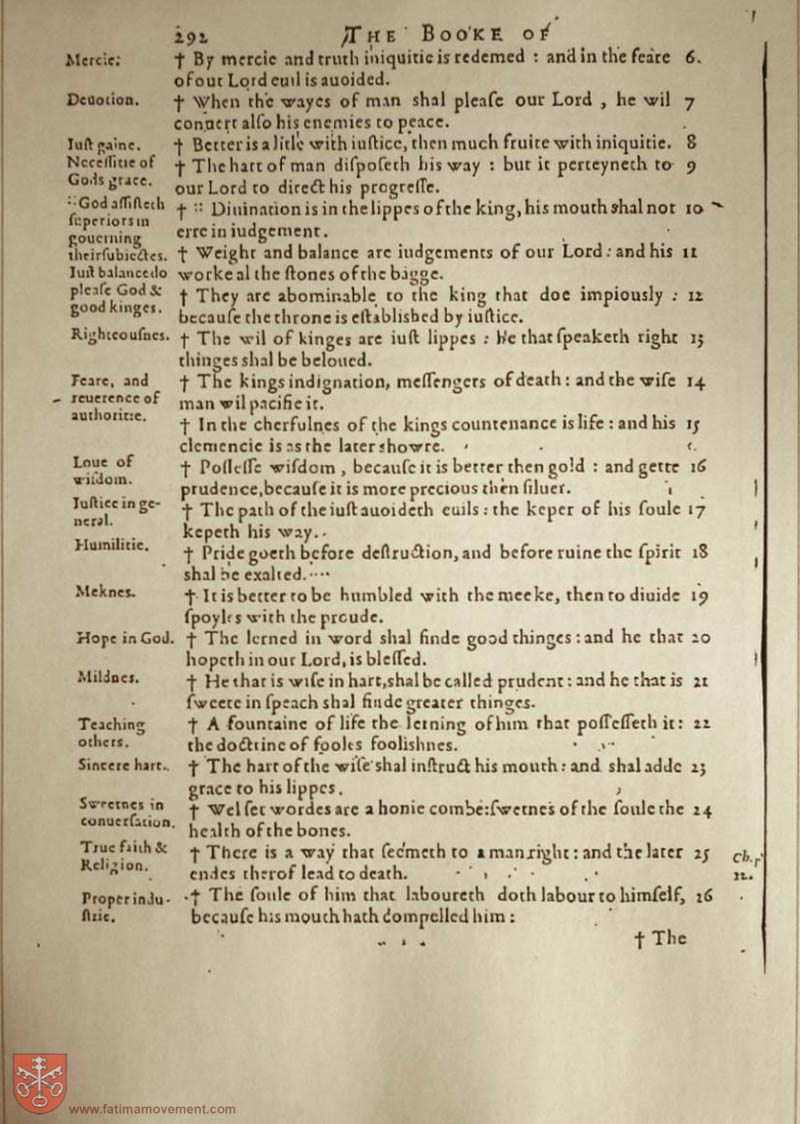 292 THE BOOKE OF
Mercie.
† By mercie and truth iniquitie is redemed : and in the feare 6.
of out Lord euil is auoided.
Deuotion.
† When the wayes of man shal pleaſe our Lord , he wil 7
conuert alſo his enemies to peace.
Iuſt gaine.
† Better is a litle with iuſtice, then much fruite with iniquitie. 8
Neceſſitie of
Gods grace.
† The hart of man diſpoſeth his way : but it perteyneth to 9
our Lord to direct his progreſſe.
:: God aſſiſteth
ſuperiors in
gouerning
their ſubiectes.
† :: Diuination is in the lippes of the king, his mouth shal not 10
erre in iudgement.
Iuſt balance do
pleaſe God &
good kinges.
† Weight and balance are iudgements of our Lord : and his 11
worke al the ſtones of the bagge.
† They are abominable to the king that doe impiously : 12
becauſe the throne is eſtablished by iuſtice.
Righteouſnes.
† The wil of kinges are iuſt lippes : he that ſpeaketh right 13
thinges shal be beloued.
Feare, and
reuerence of
authoritie.
† The kings indignation, meſſengers of death : and the wiſe 14
man wil pacifie it.
† In the cherfulnes of the kings countenance is life : and his 15
clemencie is as the later showre.
Loue of
wiſdom.
† Poſſeſſe wiſdom , becauſe it is better then gold : and gette 16
prudence, becauſe it is more precious then ſiluer.
Iuſtice in ge-
neral.
† The path of the iuſt auoideth euils : the keper of his ſoule 17
kepeth his way.
Humilitie.
† Pride goeth before deſtruction, and before ruine the ſpirit 18
shal be exalted.
Meknes.
† It is better to be humbled with the meeke, then to diuide 19
ſpoyles with the proude.
Hope in God.
† The lerned in word shal finde good thinges : and he that 20
hopeth in our Lord, is bleſſed.
Mildnes.
† He that is wiſe in hart, shal be called prudent : and he that is 21
ſweete in ſpeach shal finde greater thinges.
Teaching
others.
† A fountaine of life the lerning of him that poſſeſſeth it : 22
the doctrine of fooles foolishnes.
Sincere hart.
† The hart of the wiſe shal inſtruct his mouth : and shal adde 23
grace to his lippes.
Swetnes in
conuerſation.
† Wel ſet wordes are a honie combe: ſwetnes of the ſoule the 24
health of the bones.
True faith &
Religion.
† There is a way that ſeemeth to a man right : and the later 25
endes therof lead to death.
Ch.
12.
Proper indu-
ſtrie.
† The ſoule of him that laboureth doth labour to himſelf, 16
becauſe his mouth hath compelled him :
† The
www.fatimamovement.com